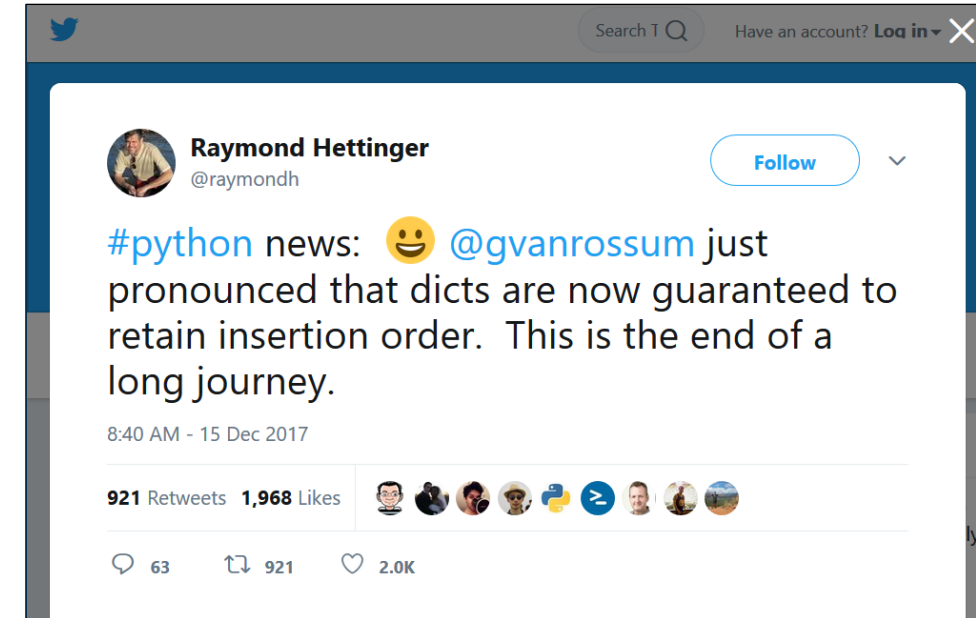 Search T
Have an account? Log in
Raymond Hettinger
@raymondh
Follow
#python news: 😀 @gvanrossum just
pronounced that dicts are now guaranteed to
retain insertion order.  This is the end of a
long journey.
8:40 AM - 15 Dec 2017
921 Retweets 1,968 Likes
63 921 2.0K
ly